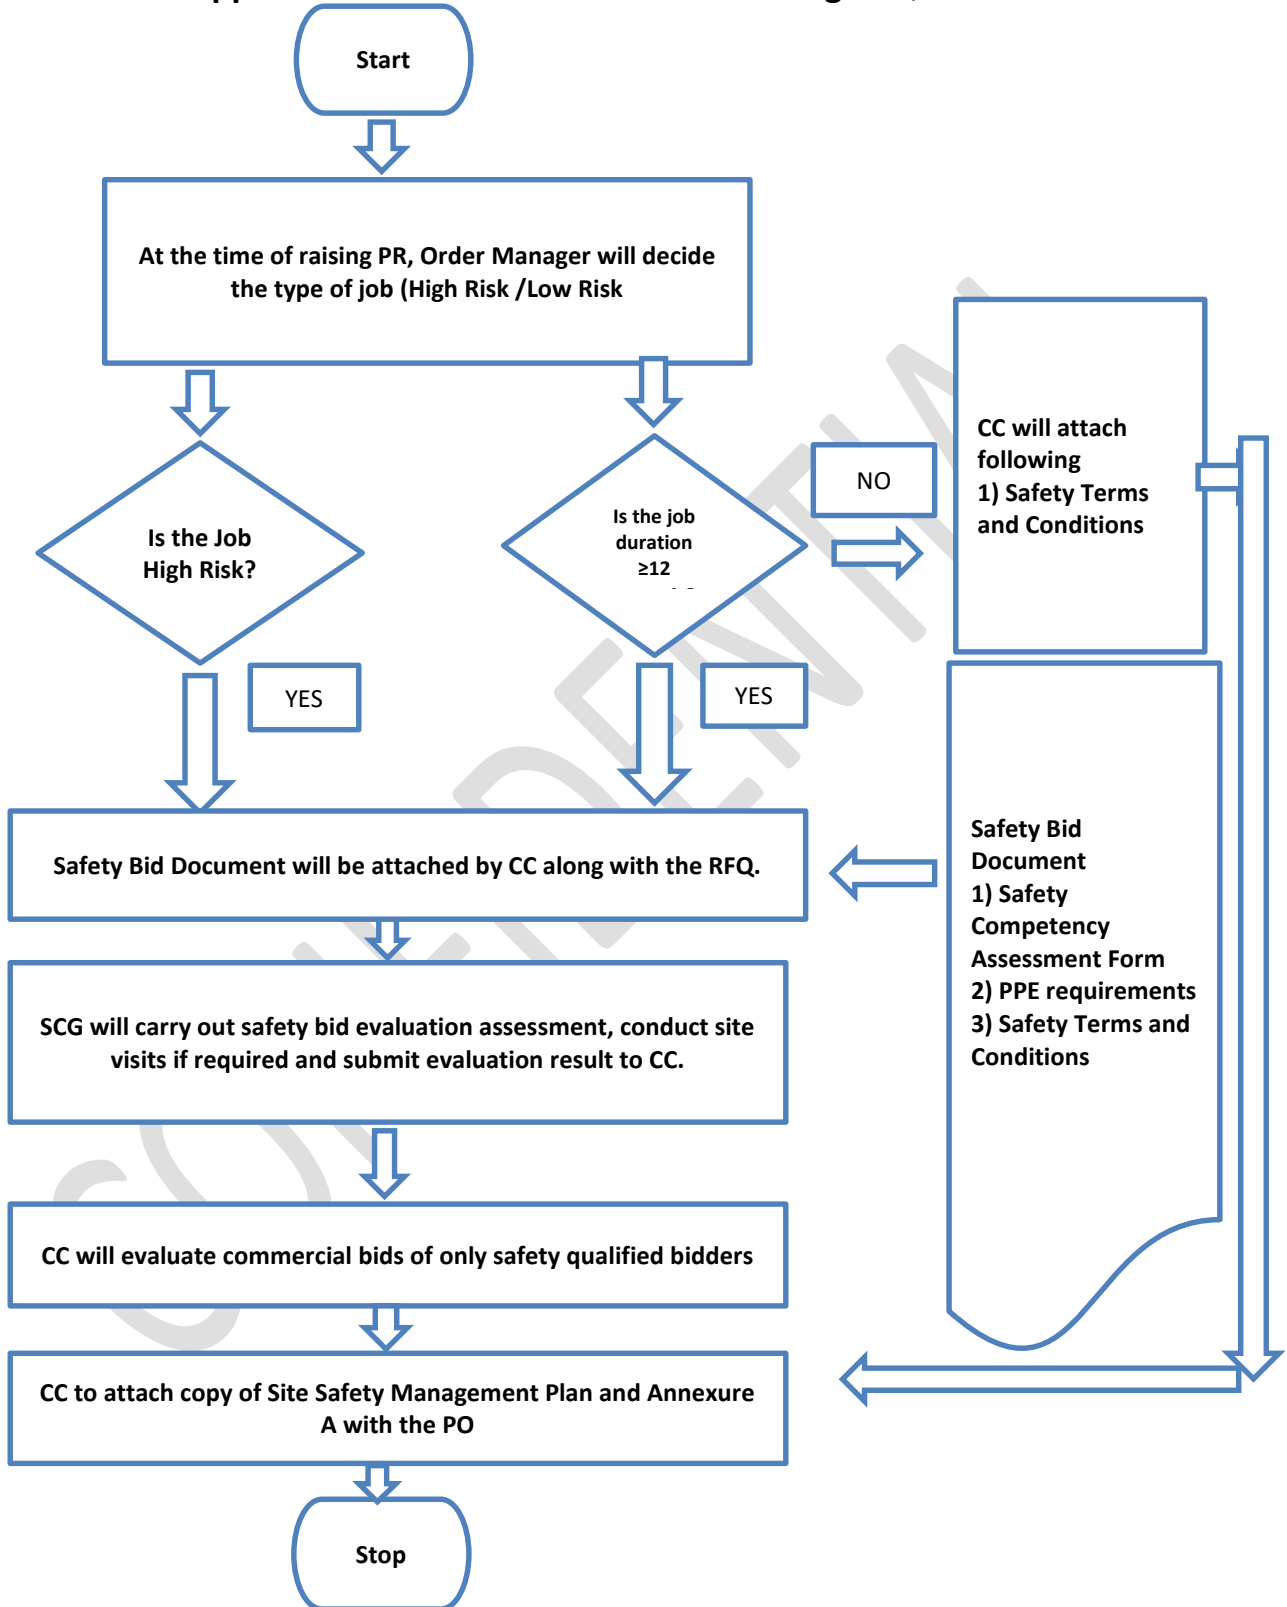 Start
At the time of raising PR, Order Manager will decide
the type of job (High Risk /Low Risk
Is the Job
High Risk?
Is the job
duration
≥12
NO
CC will attach
following
1) Safety Terms
and Conditions
YES
YES
Safety Bid Document will be attached by CC along with the RFQ.
Safety Bid
Document
1) Safety
Competency
Assessment Form
2) PPE requirements
3) Safety Terms and
Conditions
SCG will carry out safety bid evaluation assessment, conduct site
visits if required and submit evaluation result to CC.
CC will evaluate commercial bids of only safety qualified bidders
CC to attach copy of Site Safety Management Plan and Annexure
A with the PO
Stop
CONFIDENTIAL